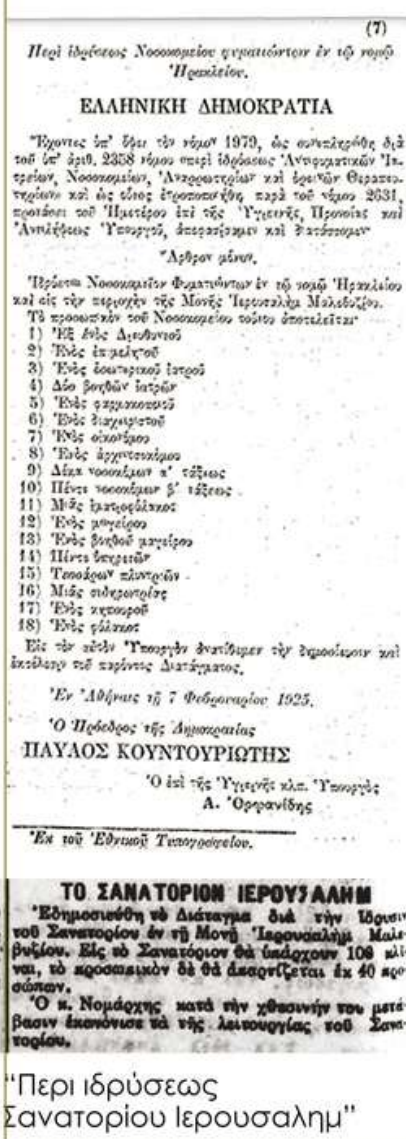 (7)
Περὶ ἱδρύσεως Νοσοκομείου φυματιώντων ἐν τῷ νομῷ
Ἡρακλείου.
ΕΛΛΗΝΙΚΗ ΔΗΜΟΚΡΑΤΙΑ
Ἔχοντες ὑπ' ὄψει τὸν νόμον 1979, ὡς συνεπληρώθη διὰ
τοῦ ὑπ' ἀριθ. 2358 νόμου «περὶ ἱδρύσεως Ἀντιφυματικῶν Ἰα-
τρείων, Νοσοκομείων, Ἀναρρωτηρίων καὶ ὀρεινῶν Θεραπευ-
τηρίων» καὶ ὡς οὗτος ἐτροποποιήθη παρὰ τοῦ νόμου 2631,
προτάσει τοῦ Ἡμετέρου ἐπὶ τῆς Ὑγιεινῆς, Προνοίας καὶ
Ἀντιλήψεως Ὑπουργοῦ, ἀπεφασίσαμεν καὶ διατάσσομεν·
Ἄρθρον μόνον.
Ἱδρύεται Νοσοκομεῖον Φυματιώντων ἐν τῷ νομῷ Ἡρακλείου
καὶ εἰς τὴν περιοχὴν τῆς Μονῆς Ἱερουσαλὴμ Μαλεβυζίου.
Τὸ προσωπικὸν τοῦ Νοσοκομείου τούτου ἀποτελεῖται·
1) Ἐξ ἑνὸς Διευθυντοῦ
2) Ἑνὸς ἐπιμελητοῦ
3) Ἑνὸς ἐσωτερικοῦ ἰατροῦ
4) Δύο βοηθῶν ἰατρῶν
5) Ἑνὸς φαρμακοποιοῦ
6) Ἑνὸς διαχειριστοῦ
7) Ἑνὸς οἰκονόμου
8) Ἑνὸς ἀρχινοσοκόμου
9) Δέκα νοσοκόμων α' τάξεως
10) Πέντε νοσοκόμων β' τάξεως
11) Μιᾶς ἱματιοφύλακος
12) Ἑνὸς μαγείρου
13) Ἑνὸς βοηθοῦ μαγείρου
14) Πέντε ὑπηρετῶν
15) Τεσσάρων πλυντριῶν
16) Μιᾶς σιδηρωτρίας
17) Ἑνὸς κηπουροῦ
18) Ἑνὸς φύλακος
Εἰς τὸν αὐτὸν Ὑπουργὸν ἀνατίθεμεν τὴν δημοσίευσιν καὶ
ἐκτέλεσιν τοῦ παρόντος Διατάγματος.
Ἐν Ἀθήναις τῇ 7 Φεβρουαρίου 1925.
Ὁ Πρόεδρος τῆς Δημοκρατίας
ΠΑΥΛΟΣ ΚΟΥΝΤΟΥΡΙΩΤΗΣ
Ὁ ἐπὶ τῆς Ὑγιεινῆς κλπ. Ὑπουργὸς
Α. Ὀρφανίδης
Ἐκ τοῦ Ἐθνικοῦ Τυπογραφείου.
ΤΟ ΣΑΝΑΤΟΡΙΟΝ ΙΕΡΟΥΣΑΛΗΜ
Ἐδημοσιεύθη τὸ Διάταγμα διὰ τὴν ἵδρυσιν
τοῦ Σανατορίου ἐν τῇ Μονῇ Ἱερουσαλὴμ Μαλε-
βυζίου. Εἰς τὸ Σανατόριον θὰ ὑπάρχουν 100 κλί-
ναι, τὸ προσωπικὸν δὲ θὰ ἀπαρτίζεται ἐκ 40 προ-
σώπων.
Ὁ κ. Νομάρχης κατὰ τὴν χθεσινήν του μετά-
βασιν ἐκανόνισε τὰ τῆς λειτουργίας τοῦ Σανα-
τορίου.
"Περι ιδρύσεως
Σανατορίου Ιερουσαλημ"